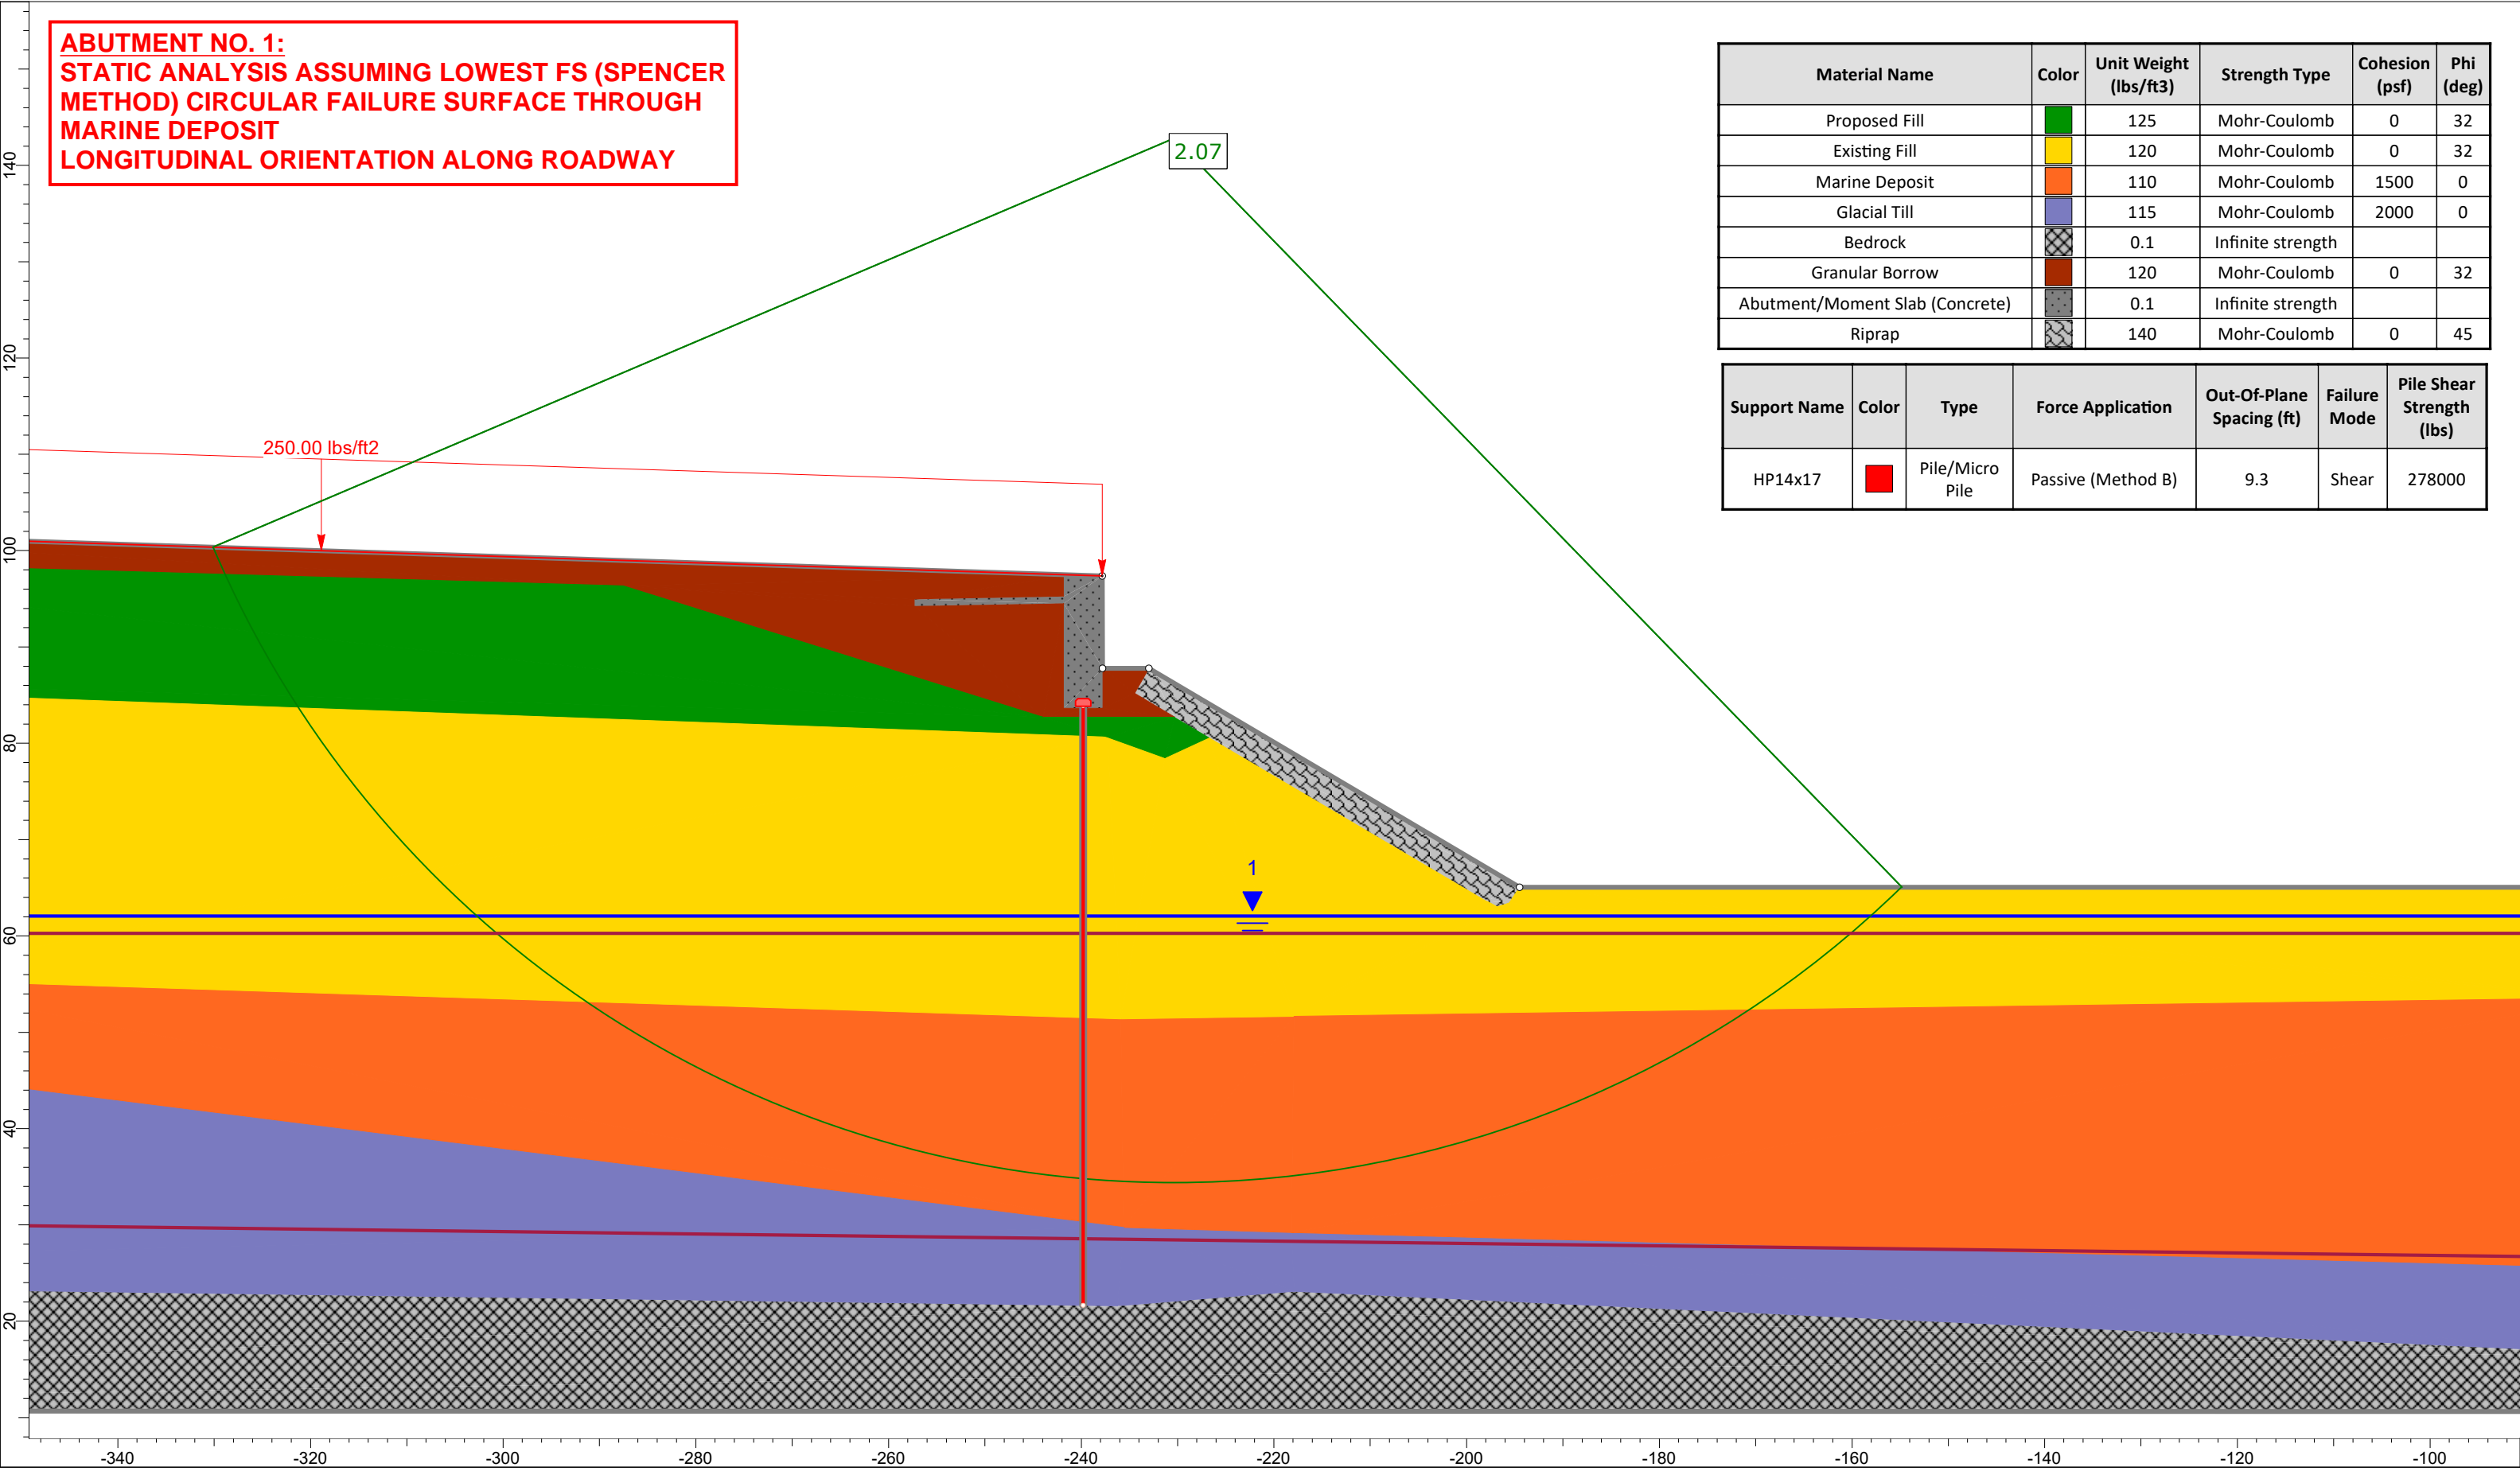 ABUTMENT NO. 1:
STATIC ANALYSIS ASSUMING LOWEST FS (SPENCER
METHOD) CIRCULAR FAILURE SURFACE THROUGH
MARINE DEPOSIT
LONGITUDINAL ORIENTATION ALONG ROADWAY
2.07
Material Name Color Unit Weight (lbs/ft3) Strength Type Cohesion (psf) Phi (deg)
Proposed Fill 125 Mohr-Coulomb 0 32
Existing Fill 120 Mohr-Coulomb 0 32
Marine Deposit 110 Mohr-Coulomb 1500 0
Glacial Till 115 Mohr-Coulomb 2000 0
Bedrock 0.1 Infinite strength
Granular Borrow 120 Mohr-Coulomb 0 32
Abutment/Moment Slab (Concrete) 0.1 Infinite strength
Riprap 140 Mohr-Coulomb 0 45
Support Name Color Type Force Application Out-Of-Plane Spacing (ft) Failure Mode Pile Shear Strength (lbs)
HP14x17 Pile/Micro Pile Passive (Method B) 9.3 Shear 278000
250.00 lbs/ft2
1
140
120
100
80
60
40
20
-340 -320 -300 -280 -260 -240 -220 -200 -180 -160 -140 -120 -100